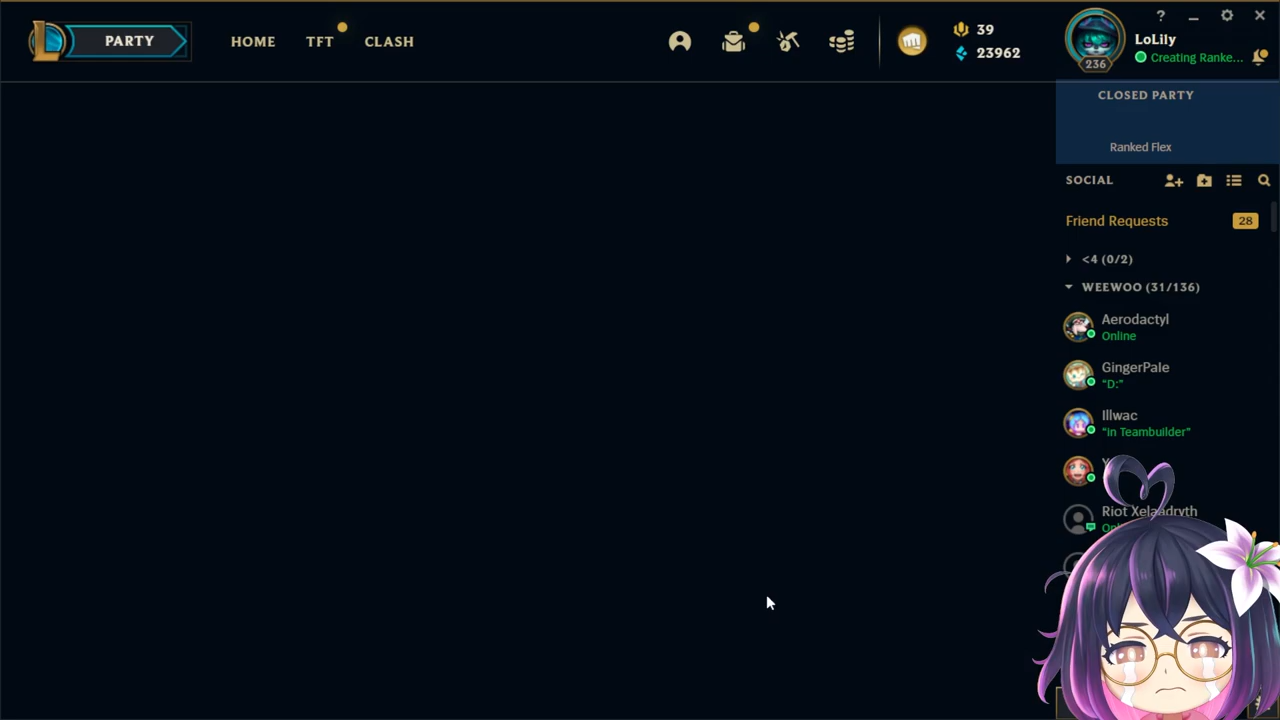 PARTY
HOME
TFT
CLASH
39
23962
?
236
LoLily
Creating Ranke...
CLOSED PARTY
Ranked Flex
SOCIAL
Friend Requests
28
<4 (0/2)
WEEWOO (31/136)
Aerodactyl
Online
GingerPale
"D:"
Illwac
"in Teambuilder"
Riot Xelaadryth